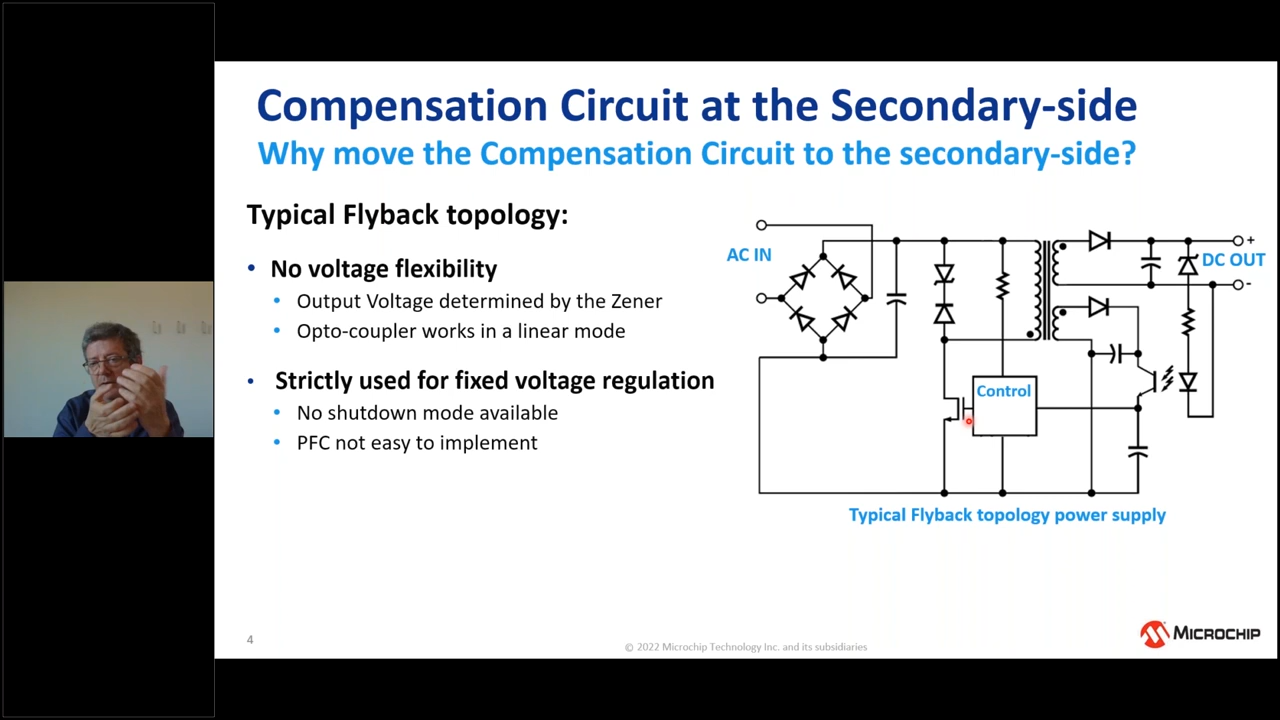 Compensation Circuit at the Secondary-side
Why move the Compensation Circuit to the secondary-side?
Typical Flyback topology:
• No voltage flexibility
• Output Voltage determined by the Zener
• Opto-coupler works in a linear mode
• Strictly used for fixed voltage regulation
• No shutdown mode available
• PFC not easy to implement
AC IN
+
DC OUT
-
Control
Typical Flyback topology power supply
4
© 2022 Microchip Technology Inc. and its subsidiaries
MICROCHIP